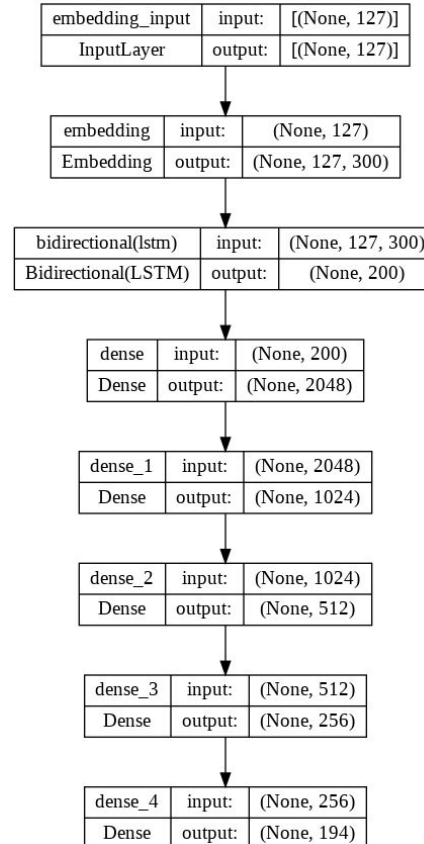 embedding_input input: [(None, 127)]
InputLayer output: [(None, 127)]
embedding input: (None, 127)
Embedding output: (None, 127, 300)
bidirectional(lstm) input: (None, 127, 300)
Bidirectional(LSTM) output: (None, 200)
dense input: (None, 200)
Dense output: (None, 2048)
dense_1 input: (None, 2048)
Dense output: (None, 1024)
dense_2 input: (None, 1024)
Dense output: (None, 512)
dense_3 input: (None, 512)
Dense output: (None, 256)
dense_4 input: (None, 256)
Dense output: (None, 194)